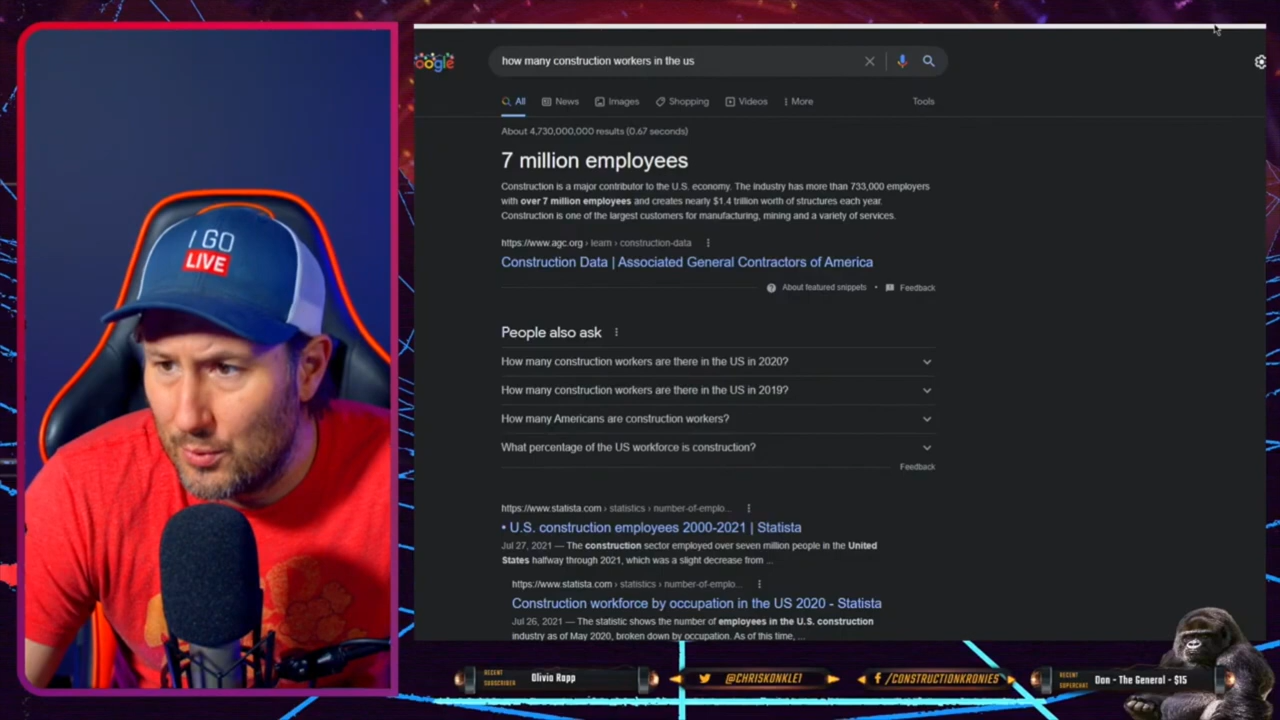 I GO
LIVE
oogle
how many construction workers in the us
All
News
Images
Shopping
Videos
More
Tools
About 4,730,000,000 results (0.67 seconds)
7 million employees
Construction is a major contributor to the U.S. economy. The industry has more than 733,000 employers
with over 7 million employees and creates nearly $1.4 trillion worth of structures each year.
Construction is one of the largest customers for manufacturing, mining and a variety of services.
https://www.agc.org › learn › construction-data
Construction Data | Associated General Contractors of America
About featured snippets • Feedback
People also ask
How many construction workers are there in the US in 2020?
How many construction workers are there in the US in 2019?
How many Americans are construction workers?
What percentage of the US workforce is construction?
Feedback
https://www.statista.com › statistics › number-of-emplo...
• U.S. construction employees 2000-2021 | Statista
Jul 27, 2021 — The construction sector employed over seven million people in the United
States halfway through 2021, which was a slight decrease from ...
https://www.statista.com › statistics › number-of-emplo...
Construction workforce by occupation in the US 2020 - Statista
Jul 26, 2021 — The statistic shows the number of employees in the U.S. construction
industry as of May 2020, broken down by occupation. As of this time, ...
RECENT
SUBSCRIBER
Olivia Rapp
@CHRISKONKLE1
/CONSTRUCTIONKRONIES
RECENT
SUPERCHAT
Don - The General - $15